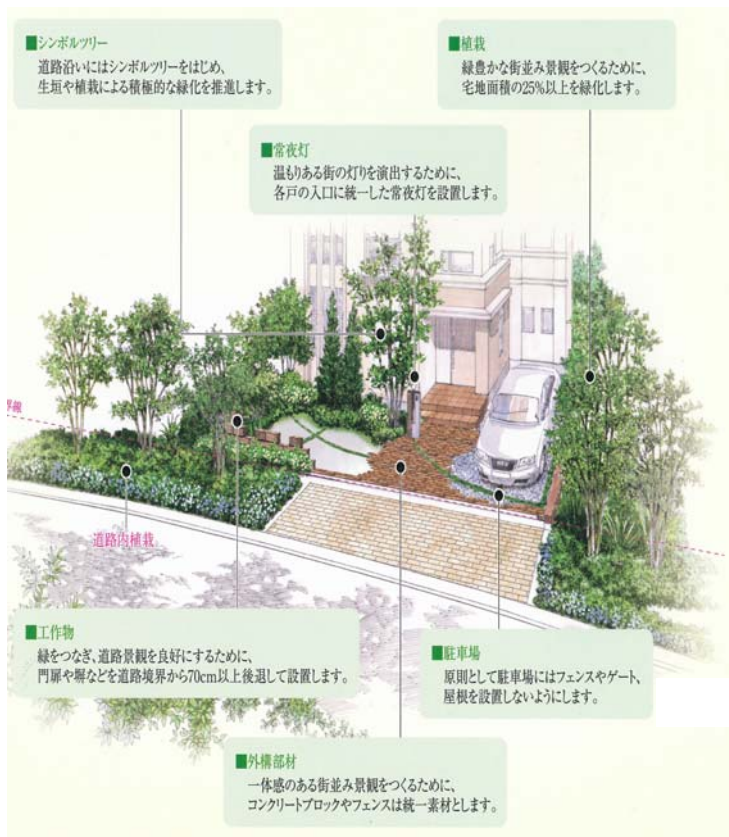 ■シンボルツリー
道路沿いにはシンボルツリーをはじめ、
生垣や植栽による積極的な緑化を推進します。
■植栽
緑豊かな街並み景観をつくるために、
宅地面積の25%以上を緑化します。
■常夜灯
温もりある街の灯りを演出するために、
各戸の入口に統一した常夜灯を設置します。
界線
道路内植栽
■工作物
緑をつなぎ、道路景観を良好にするために、
門扉や塀などを道路境界から70cm以上後退して設置します。
■駐車場
原則として駐車場にはフェンスやゲート、
屋根を設置しないようにします。
■外構部材
一体感のある街並み景観をつくるために、
コンクリートブロックやフェンスは統一素材とします。